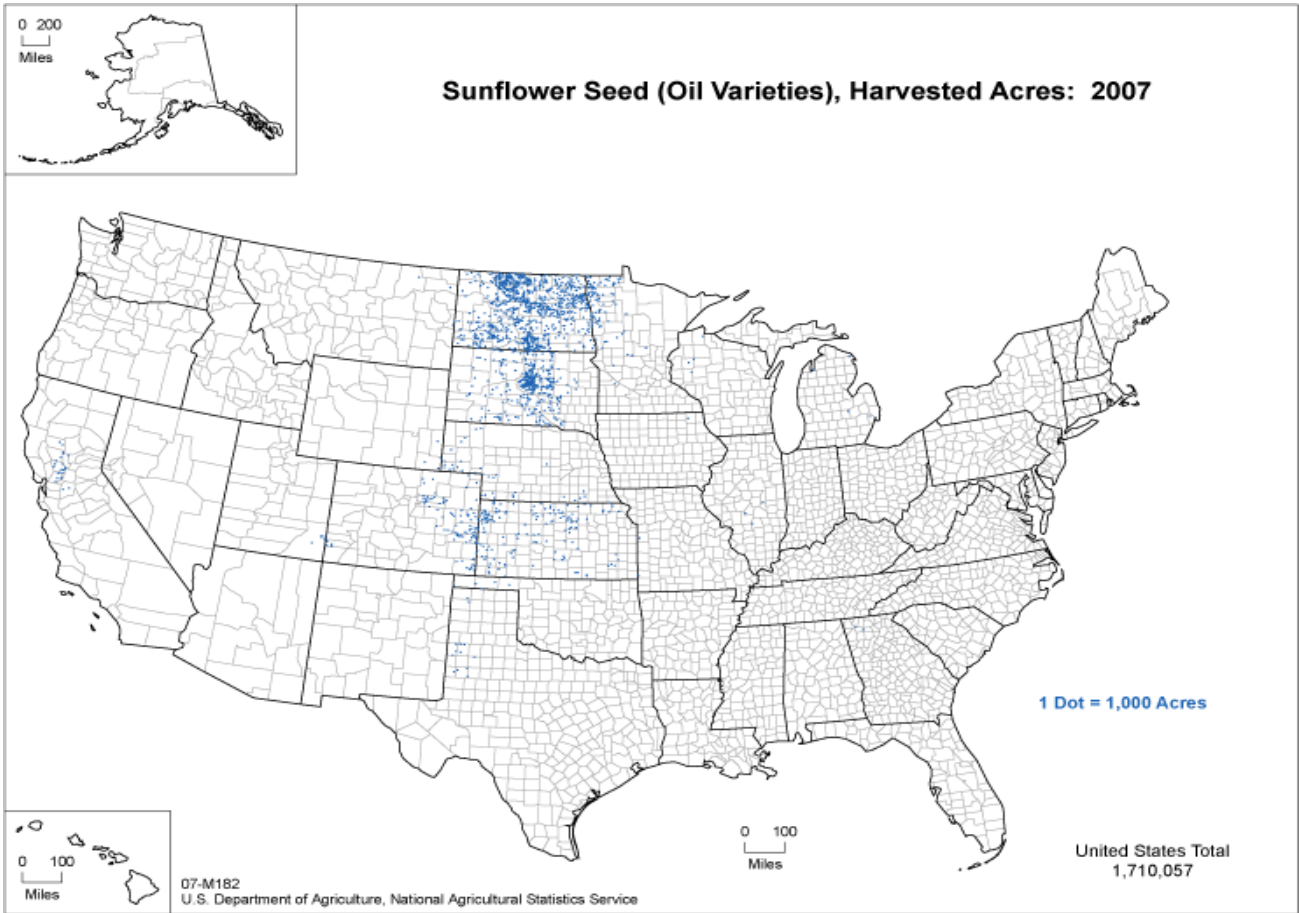 0 200
Miles
Sunflower Seed (Oil Varieties), Harvested Acres: 2007
1 Dot = 1,000 Acres
0 100
Miles
0 100
Miles
United States Total
1,710,057
07-M182
U.S. Department of Agriculture, National Agricultural Statistics Service